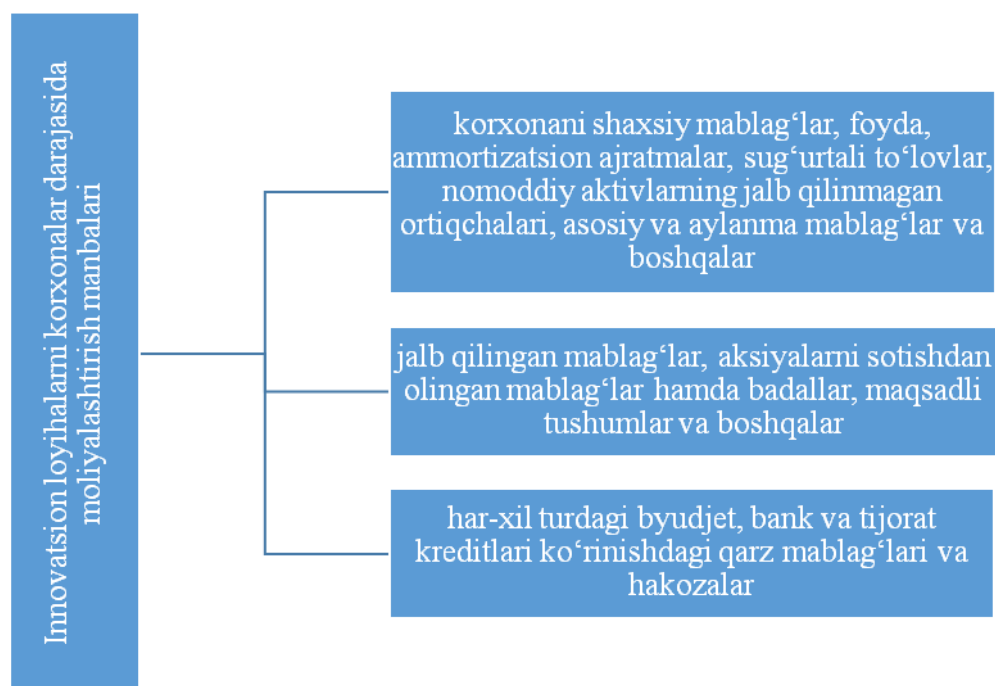 Innovatsion loyihalarni korxonalar darajasida
moliyalashtirish manbalari
korxonani shaxsiy mablag‘lar, foyda,
ammortizatsion ajratmalar, sug‘urtali to‘lovlar,
nomoddiy aktivlarning jalb qilinmagan
ortiqchalari, asosiy va aylanma mablag‘lar va
boshqalar
jalb qilingan mablag‘lar, aksiyalarni sotishdan
olingan mablag‘lar hamda badallar, maqsadli
tushumlar va boshqalar
har-xil turdagi byudjet, bank va tijorat
kreditlari ko‘rinishdagi qarz mablag‘lari va
hakozalar